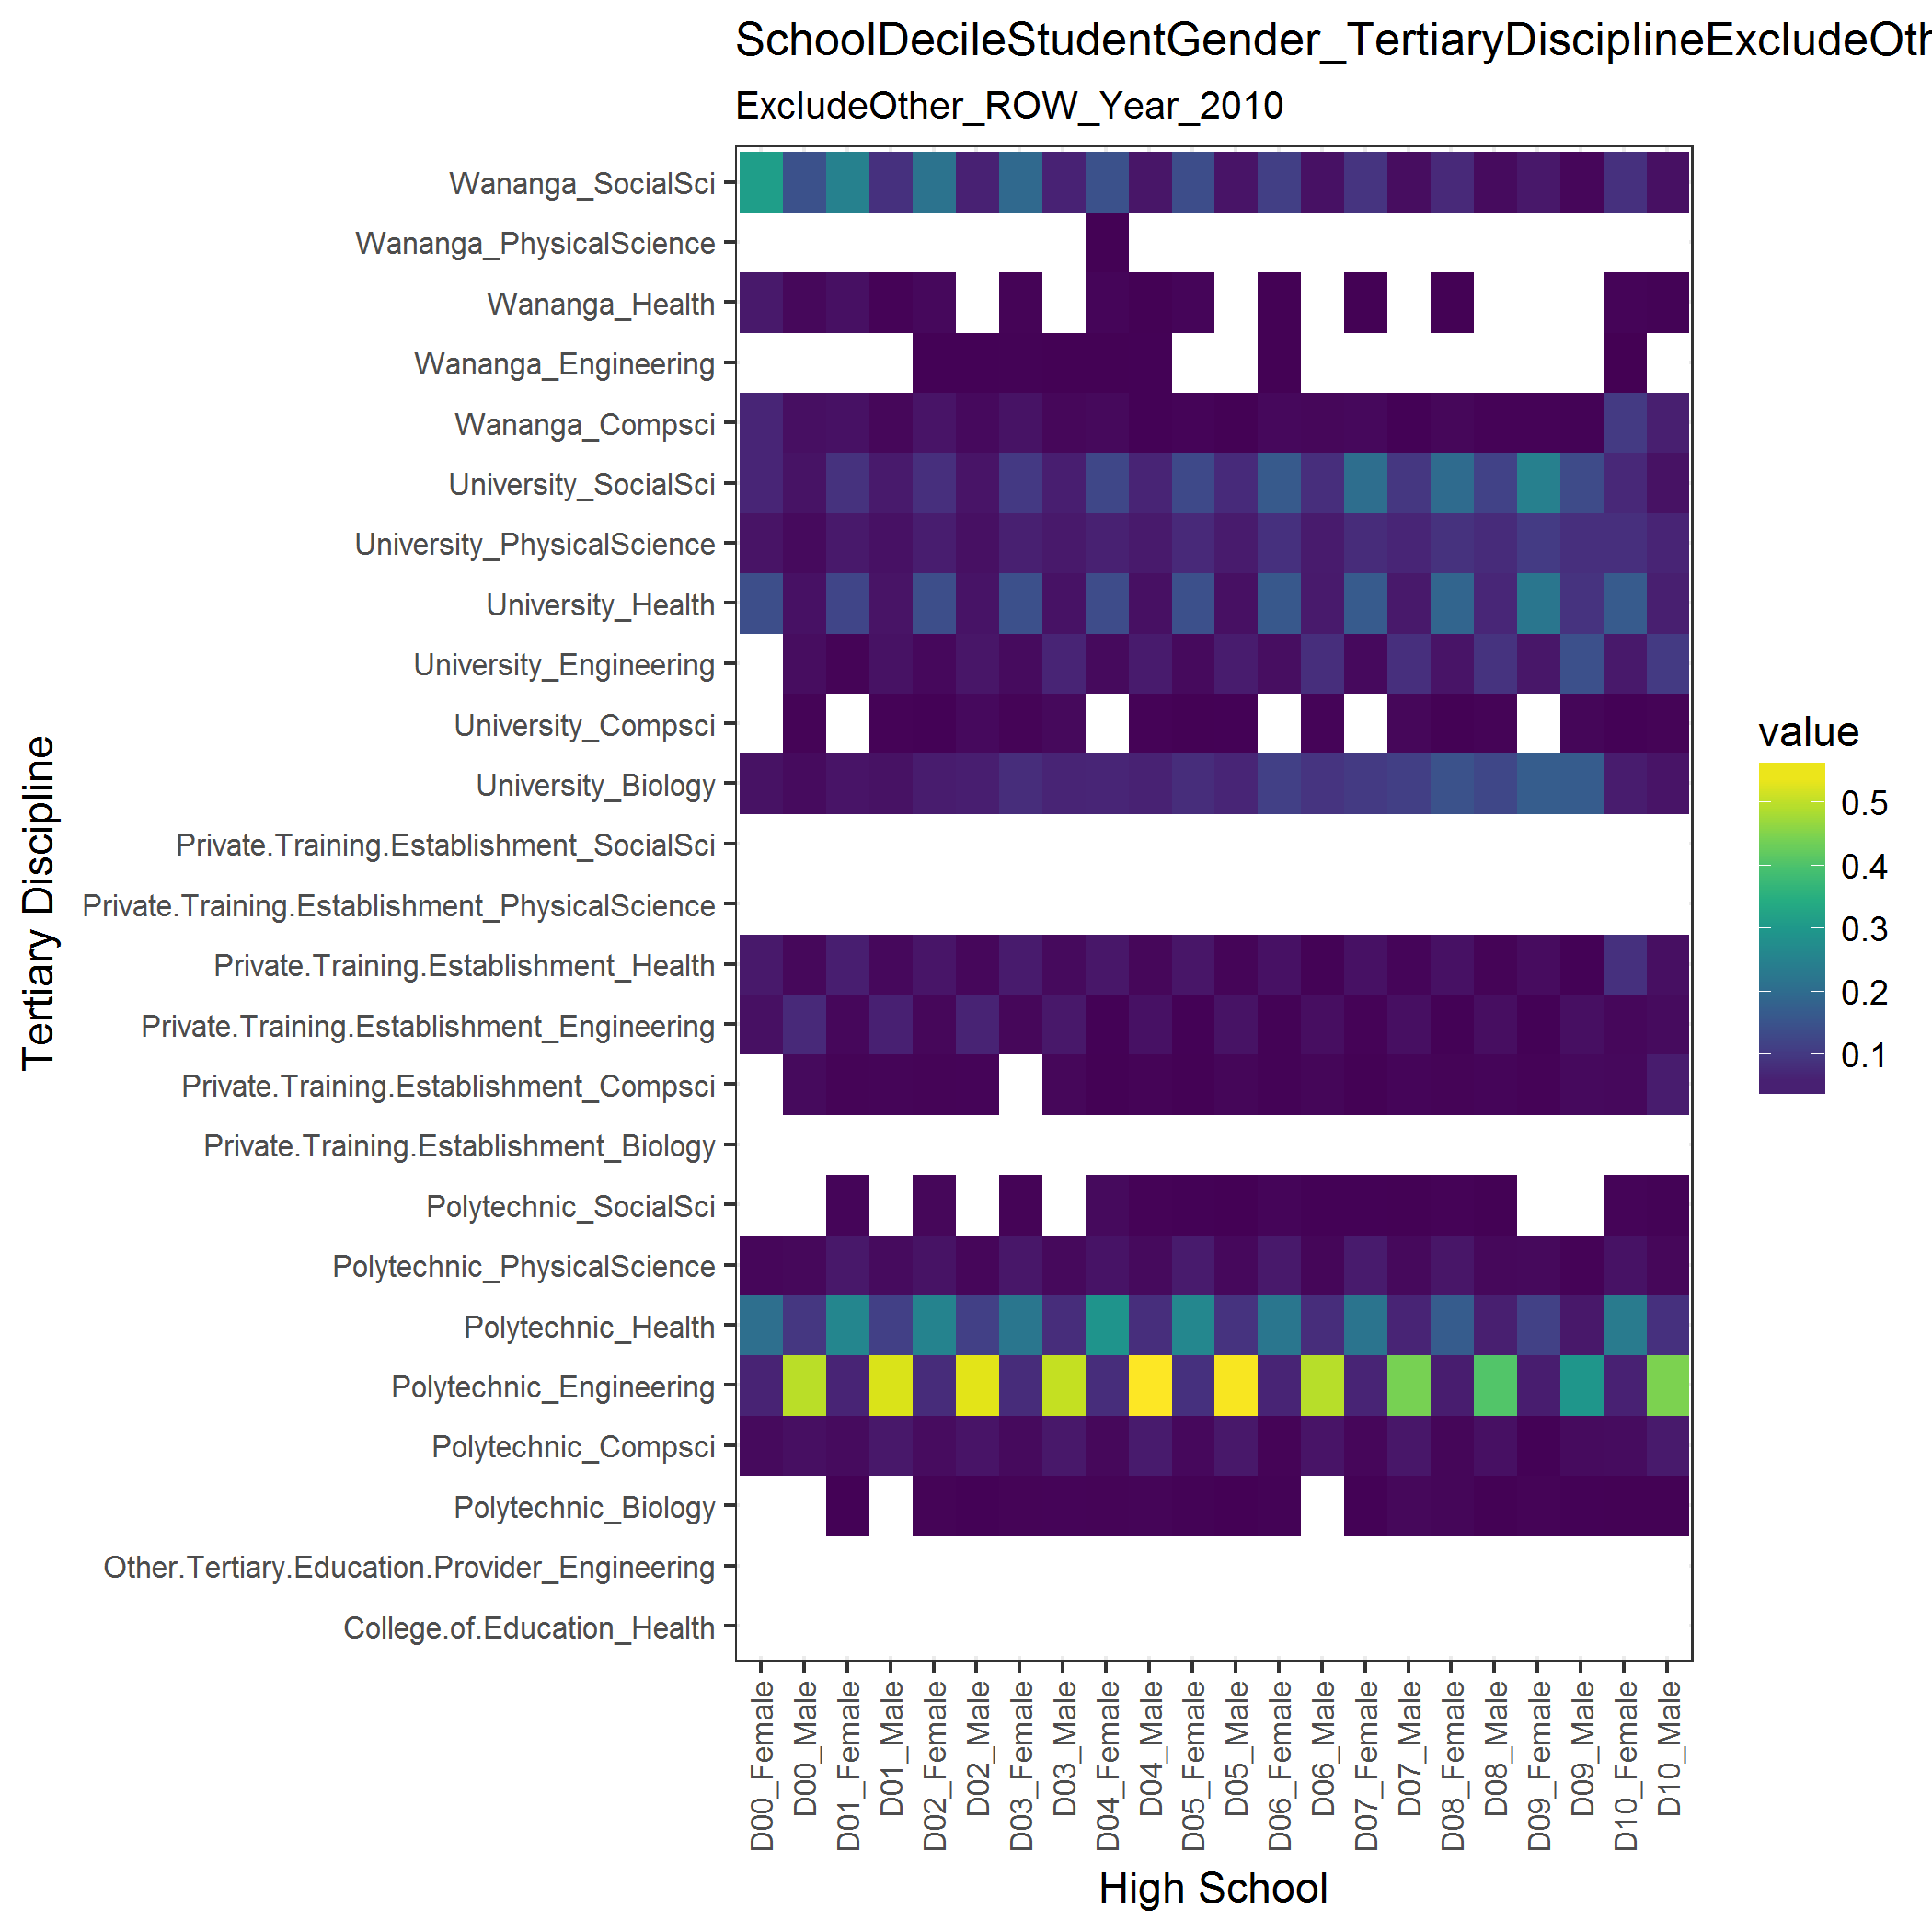 SchoolDecileStudentGender_TertiaryDisciplineExcludeOth
ExcludeOther_ROW_Year_2010
Wananga_SocialSci
Wananga_PhysicalScience
Wananga_Health
Wananga_Engineering
Wananga_Compsci
University_SocialSci
University_PhysicalScience
University_Health
University_Engineering
University_Compsci
University_Biology
Private.Training.Establishment_SocialSci
Private.Training.Establishment_PhysicalScience
Private.Training.Establishment_Health
Private.Training.Establishment_Engineering
Private.Training.Establishment_Compsci
Private.Training.Establishment_Biology
Polytechnic_SocialSci
Polytechnic_PhysicalScience
Polytechnic_Health
Polytechnic_Engineering
Polytechnic_Compsci
Polytechnic_Biology
Other.Tertiary.Education.Provider_Engineering
College.of.Education_Health
Tertiary Discipline
D00_Female
D00_Male
D01_Female
D01_Male
D02_Female
D02_Male
D03_Female
D03_Male
D04_Female
D04_Male
D05_Female
D05_Male
D06_Female
D06_Male
D07_Female
D07_Male
D08_Female
D08_Male
D09_Female
D09_Male
D10_Female
D10_Male
High School
value
0.5
0.4
0.3
0.2
0.1